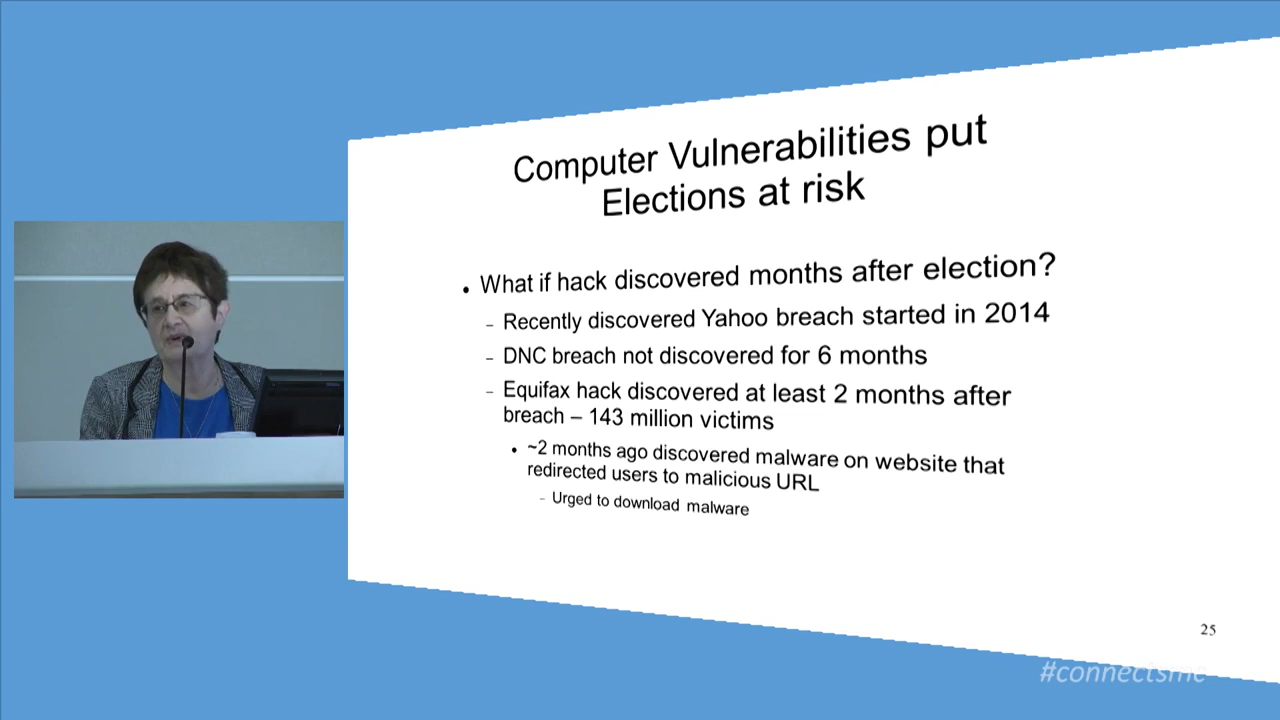 Computer Vulnerabilities put
Elections at risk
• What if hack discovered months after election?
– Recently discovered Yahoo breach started in 2014
– DNC breach not discovered for 6 months
– Equifax hack discovered at least 2 months after
breach – 143 million victims
• ~2 months ago discovered malware on website that
redirected users to malicious URL
– Urged to download malware
25
#connectsmc